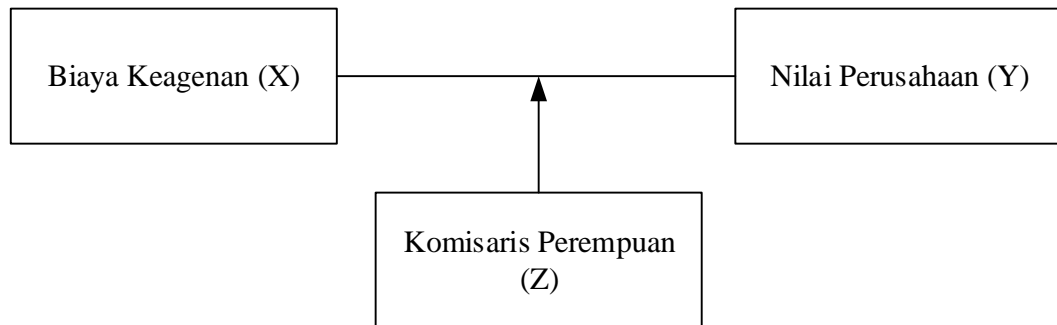 Biaya Keagenan (X)
Nilai Perusahaan (Y)
Komisaris Perempuan
(Z)